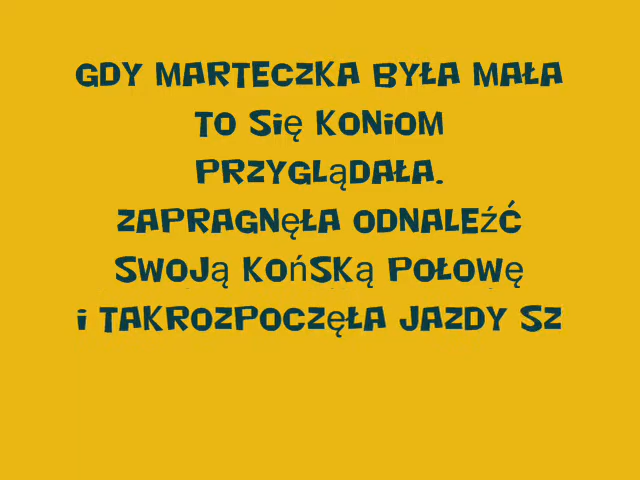 GDY MARTECZKA BYŁA MAŁA
TO SIĘ KONIOM
PRZYGLĄDAŁA.
ZAPRAGNĘŁA ODNALEŹĆ
SWOJĄ KOŃSKĄ POŁOWĘ
I TAKROZPOCZĘŁA JAZDY SZ